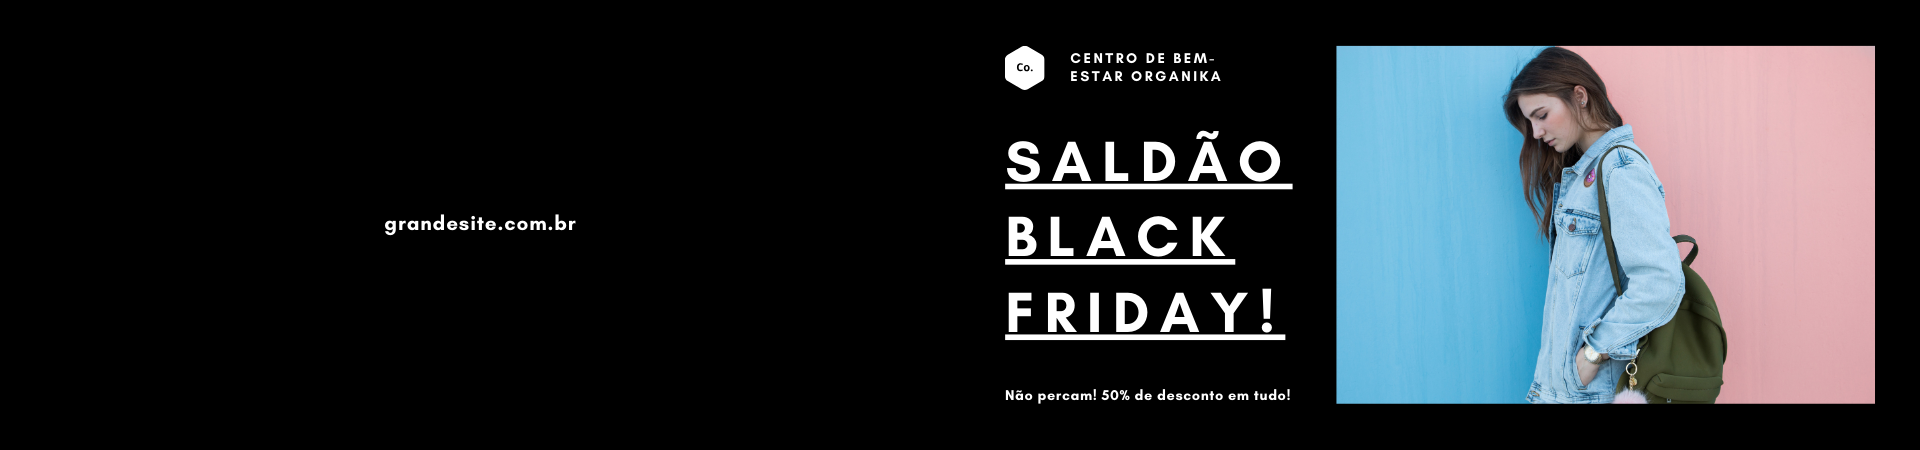 grandesite.com.br
Co.
CENTRO DE BEM-
ESTAR ORGANIKA
SALDÃO
BLACK
FRIDAY!
Não percam! 50% de desconto em tudo!